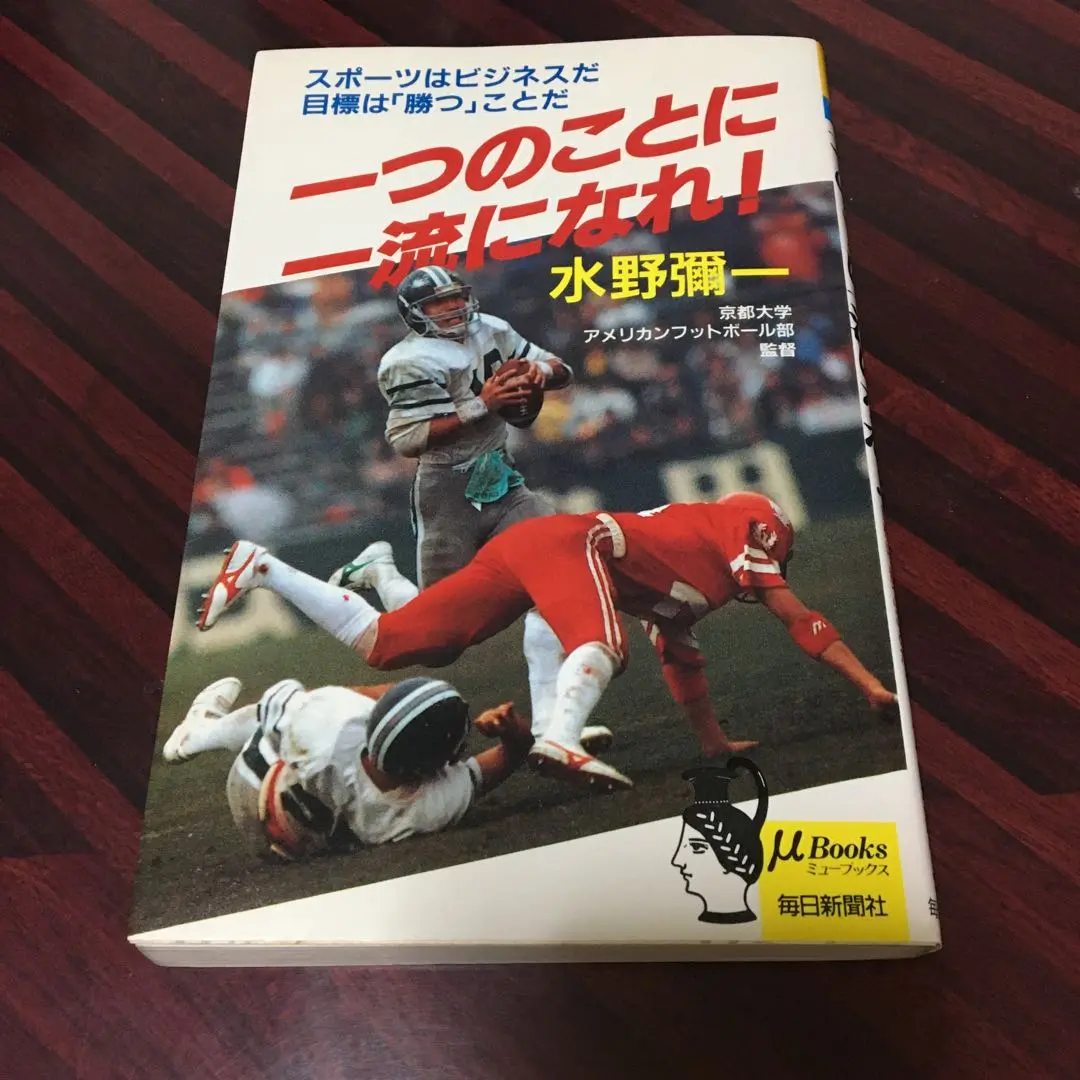 スポーツはビジネスだ
目標は「勝つ」ことだ
一つのことに
一流になれ!
水野彌一
京都大学
アメリカンフットボール部
監督
μ Books
ミューブックス
毎日新聞社